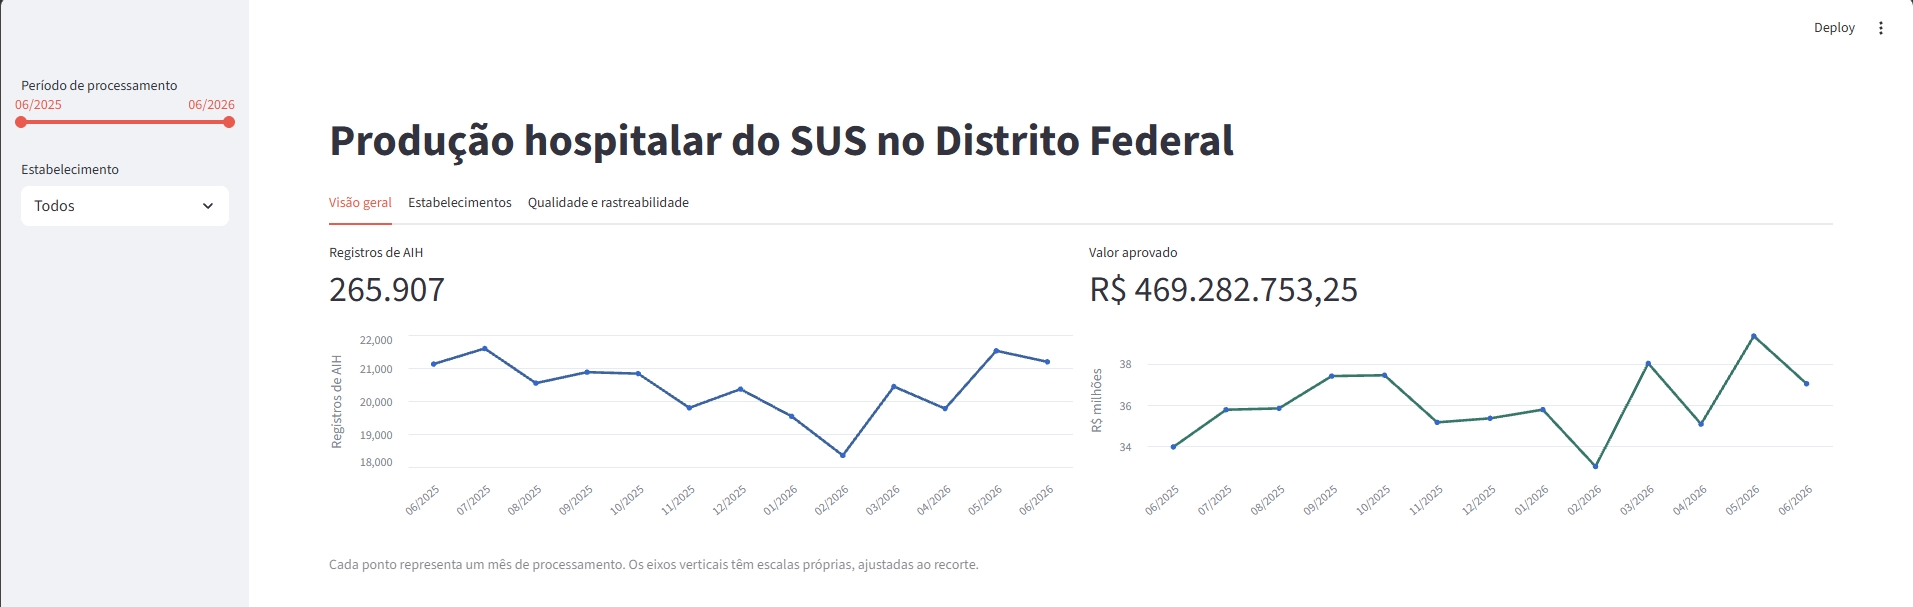 Deploy
Período de processamento
06/2025 06/2026
Estabelecimento
Todos
Produção hospitalar do SUS no Distrito Federal
Visão geral Estabelecimentos Qualidade e rastreabilidade
Registros de AIH
265.907
Registros de AIH
22,000
21,000
20,000
19,000
18,000
06/2025 07/2025 08/2025 09/2025 10/2025 11/2025 12/2025 01/2026 02/2026 03/2026 04/2026 05/2026 06/2026
Valor aprovado
R$ 469.282.753,25
R$ milhões
38
36
34
06/2025 07/2025 08/2025 09/2025 10/2025 11/2025 12/2025 01/2026 02/2026 03/2026 04/2026 05/2026 06/2026
Cada ponto representa um mês de processamento. Os eixos verticais têm escalas próprias, ajustadas ao recorte.